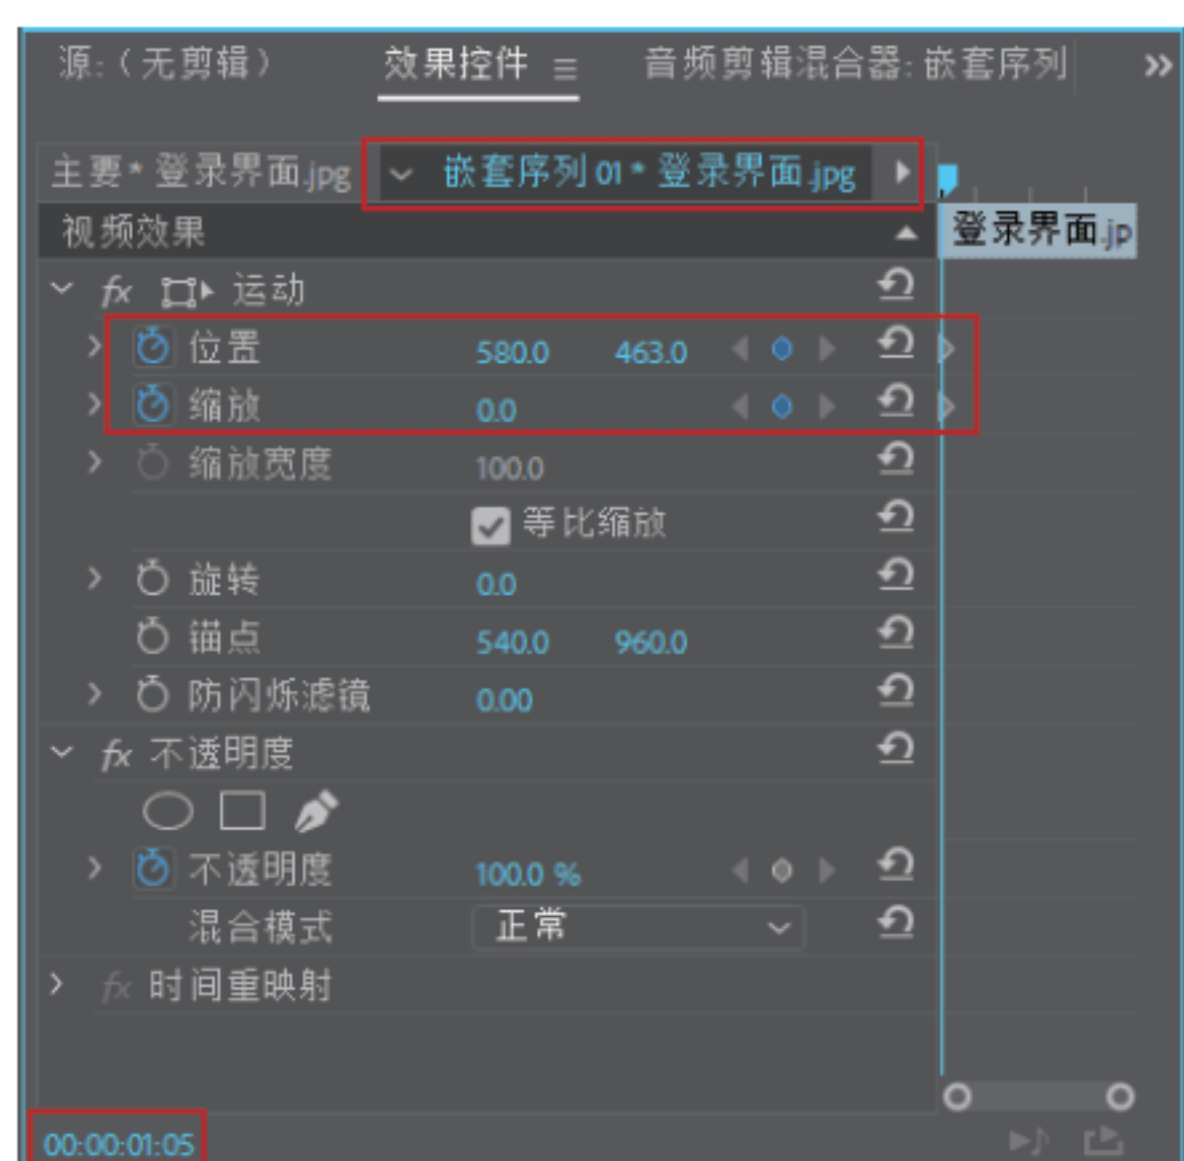 源:（无剪辑） 效果控件 音频剪辑混合器: 嵌套序列
主要* 登录界面.jpg 嵌套序列 01 * 登录界面.jpg
视频效果 登录界面.jp
fx 运动
位置 580.0 463.0
缩放 0.0
缩放宽度 100.0
等比缩放
旋转 0.0
锚点 540.0 960.0
防闪烁滤镜 0.00
fx 不透明度
不透明度 100.0 %
混合模式 正常
fx 时间重映射
00:00:01:05